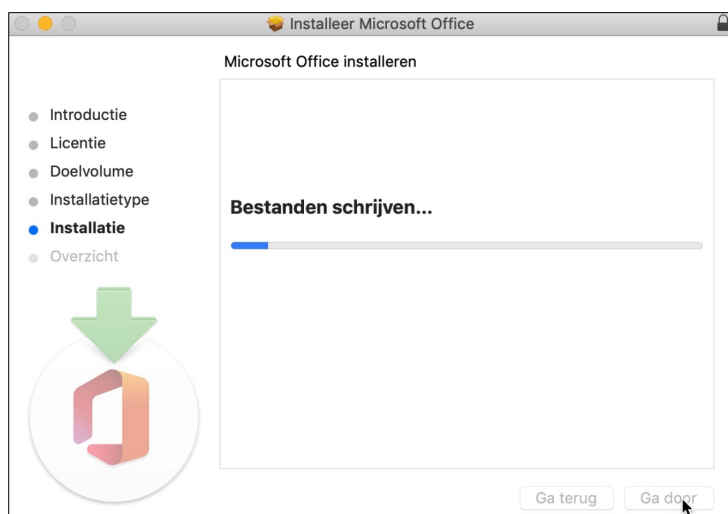 Installeer Microsoft Office
Microsoft Office installeren
Introductie
Licentie
Doelvolume
Installatietype
Installatie
Overzicht
Bestanden schrijven...
Ga terug
Ga door